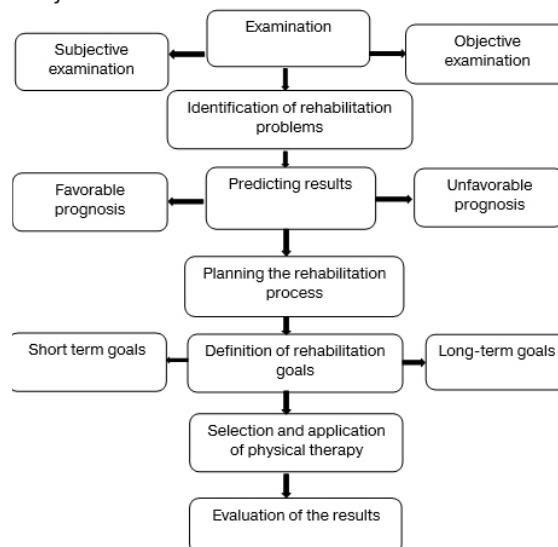 Examination
Subjective
examination
Objective
examination
Identification of rehabilitation
problems
Predicting results
Favorable
prognosis
Unfavorable
prognosis
Planning the rehabilitation
process
Short term goals
Definition of rehabilitation
goals
Long-term goals
Selection and application
of physical therapy
Evaluation of the results